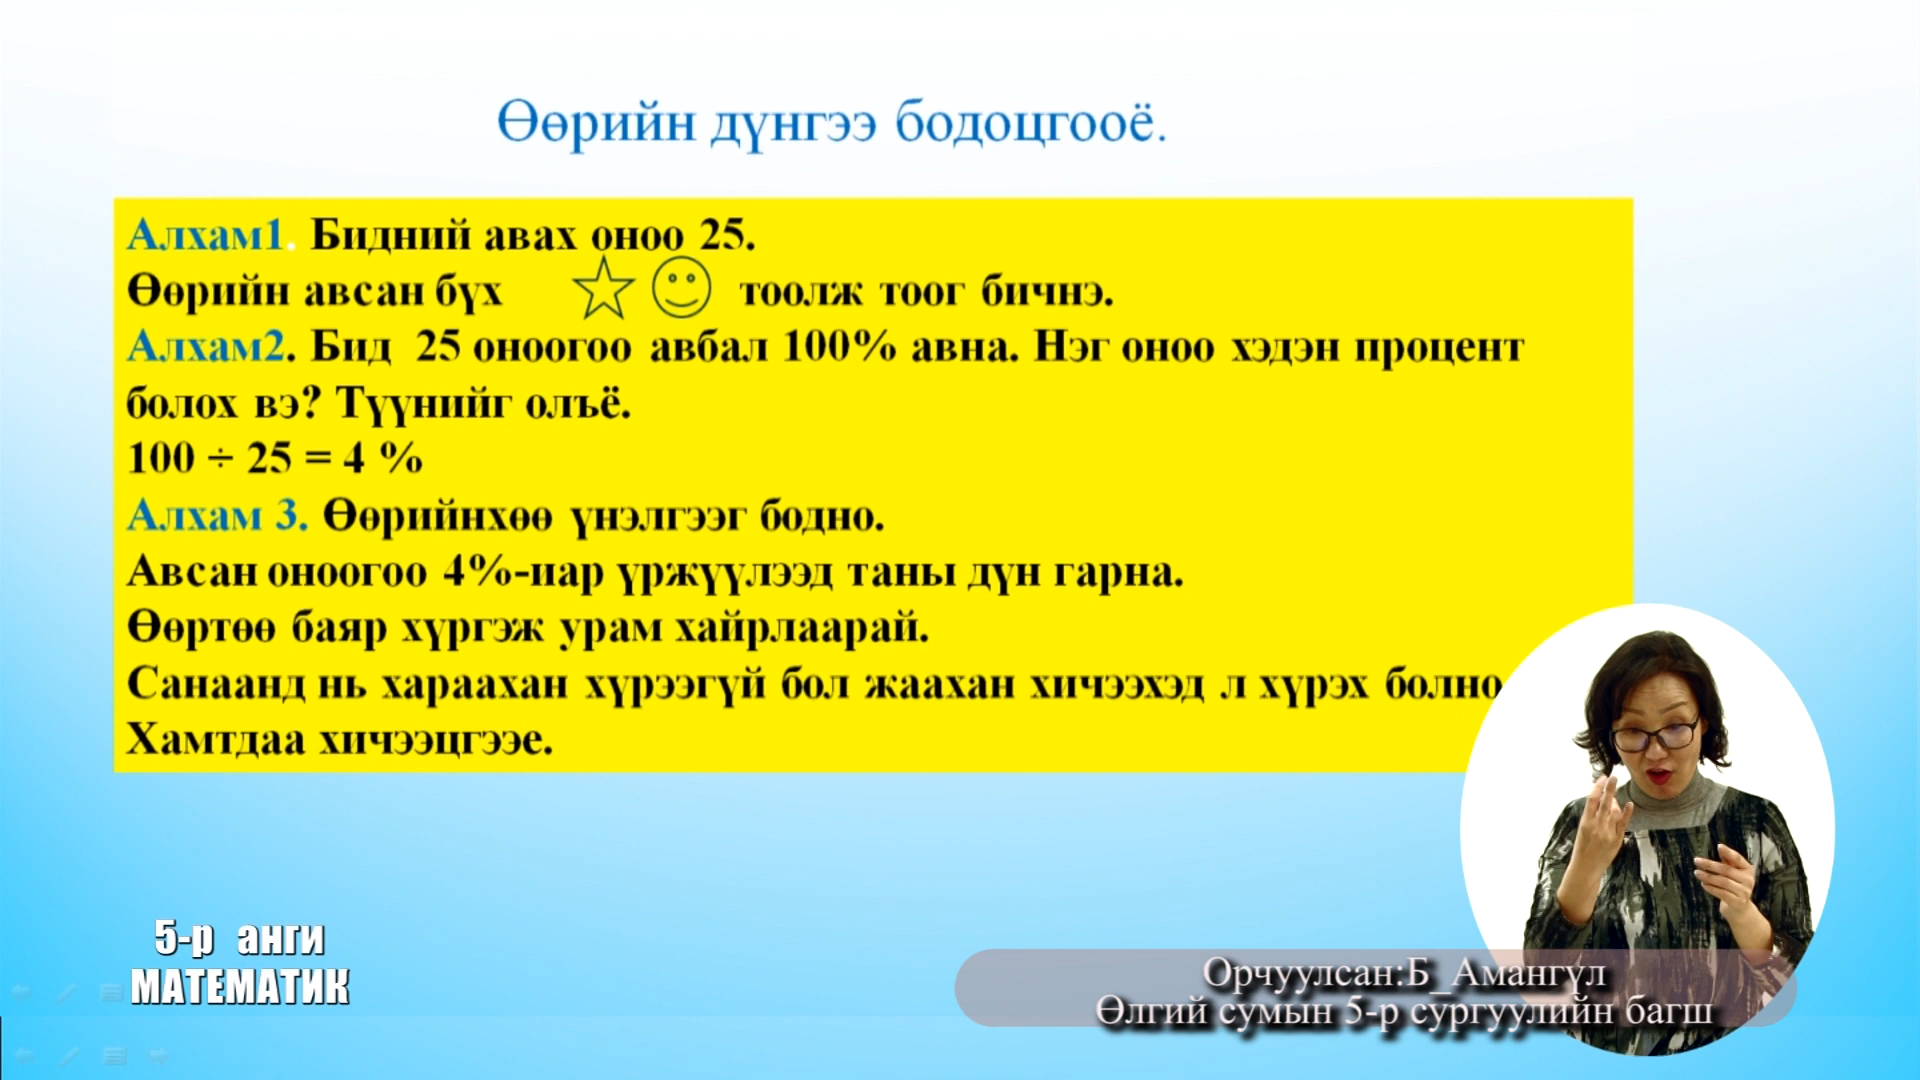 Өөрийн дүнгээ бодоцгооё.
Алхам1. Бидний авах оноо 25.
Өөрийн авсан бүх тоолж тоог бичнэ.
Алхам2. Бид 25 оноогоо авбал 100% авна. Нэг оноо хэдэн процент
болох вэ? Түүнийг олъё.
100 ÷ 25 = 4 %
Алхам 3. Өөрийнхөө үнэлгээг бодно.
Авсан оноогоо 4%-иар үржүүлээд таны дүн гарна.
Өөртөө баяр хүргэж урам хайрлаарай.
Санаанд нь хараахан хүрээгүй бол жаахан хичээхэд л хүрэх болно
Хамтдаа хичээцгээе.
5-р анги
МАТЕМАТИК
Орчуулсан:Б_Амангүл
Өлгий сумын 5-р сургуулийн багш